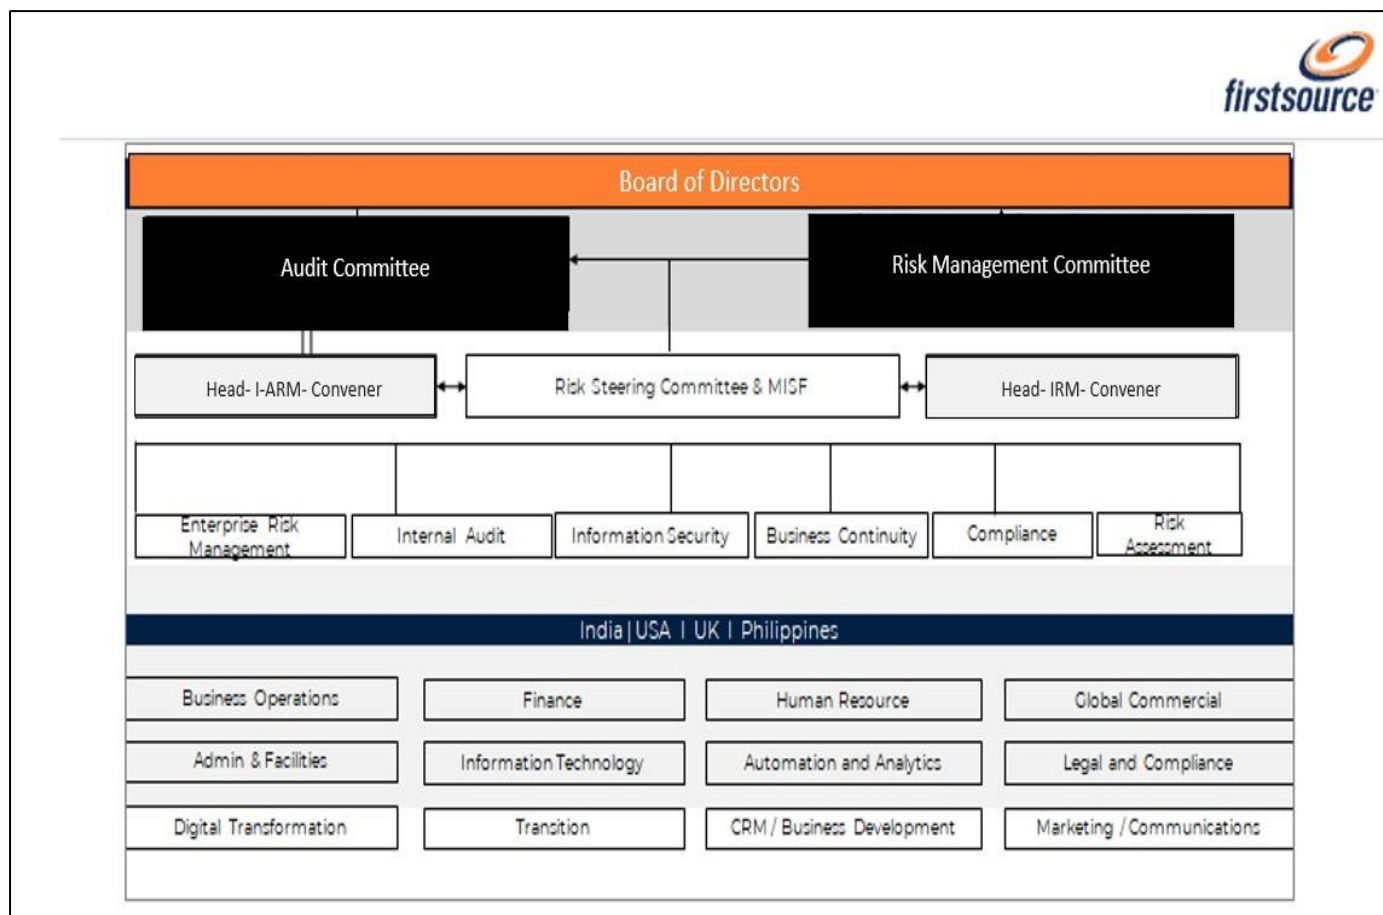 firstsource
Board of Directors
Audit Committee
Risk Management Committee
Head- I-ARM- Convener
Risk Steering Committee & MISF
Head- IRM- Convener
Enterprise Risk
Management
Internal Audit
Information Security
Business Continuity
Compliance
Risk
Assessment
India|USA I UK I Philippines
Business Operations
Finance
Human Resource
Global Commercial
Admin & Facilities
Information Technology
Automation and Analytics
Legal and Compliance
Digital Transformation
Transition
CRM / Business Development
Marketing / Communications